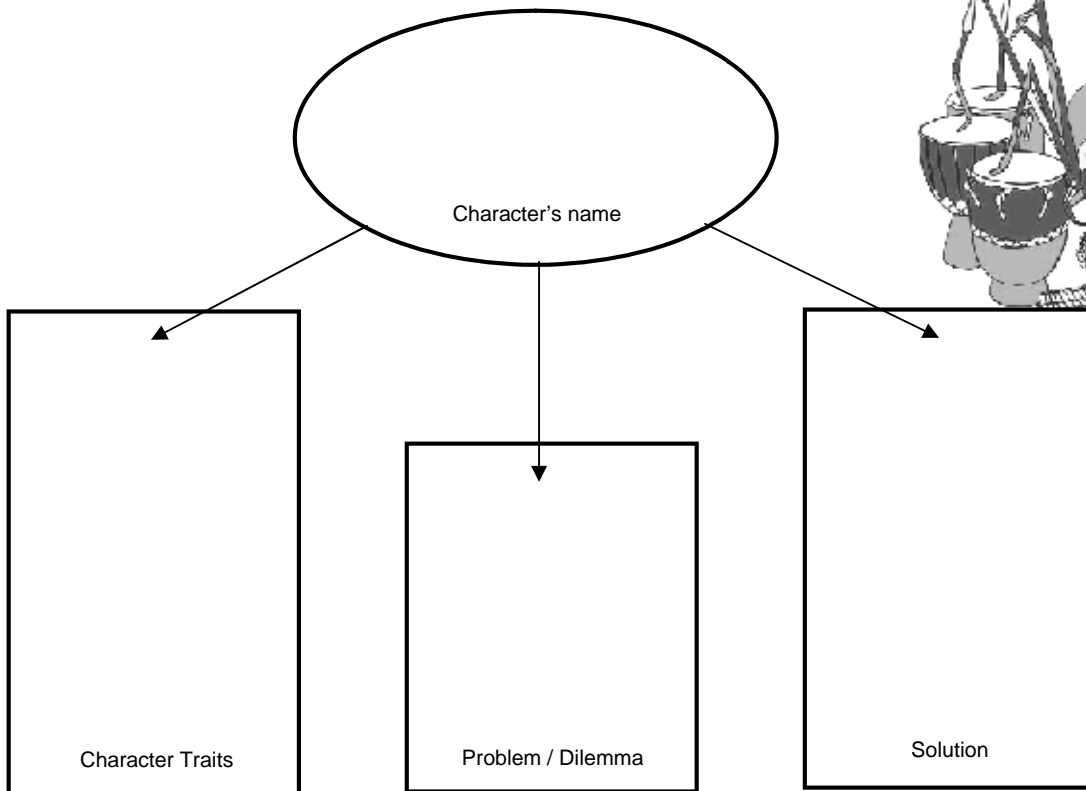 Character’s name
Character Traits
Problem / Dilemma
Solution